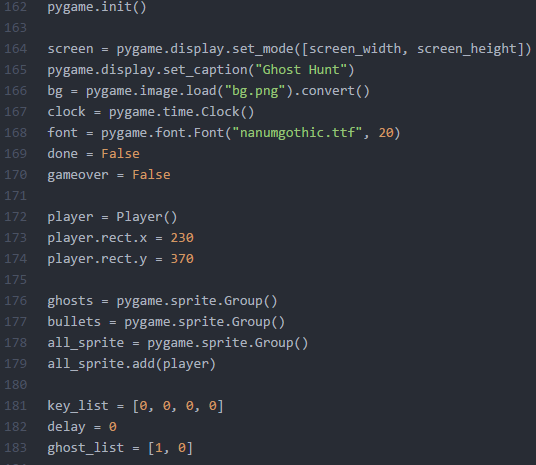 162 pygame.init()
163
164 screen = pygame.display.set_mode([screen_width, screen_height])
165 pygame.display.set_caption("Ghost Hunt")
166 bg = pygame.image.load("bg.png").convert()
167 clock = pygame.time.Clock()
168 font = pygame.font.Font("nanumgothic.ttf", 20)
169 done = False
170 gameover = False
171
172 player = Player()
173 player.rect.x = 230
174 player.rect.y = 370
175
176 ghosts = pygame.sprite.Group()
177 bullets = pygame.sprite.Group()
178 all_sprite = pygame.sprite.Group()
179 all_sprite.add(player)
180
181 key_list = [0, 0, 0, 0]
182 delay = 0
183 ghost_list = [1, 0]